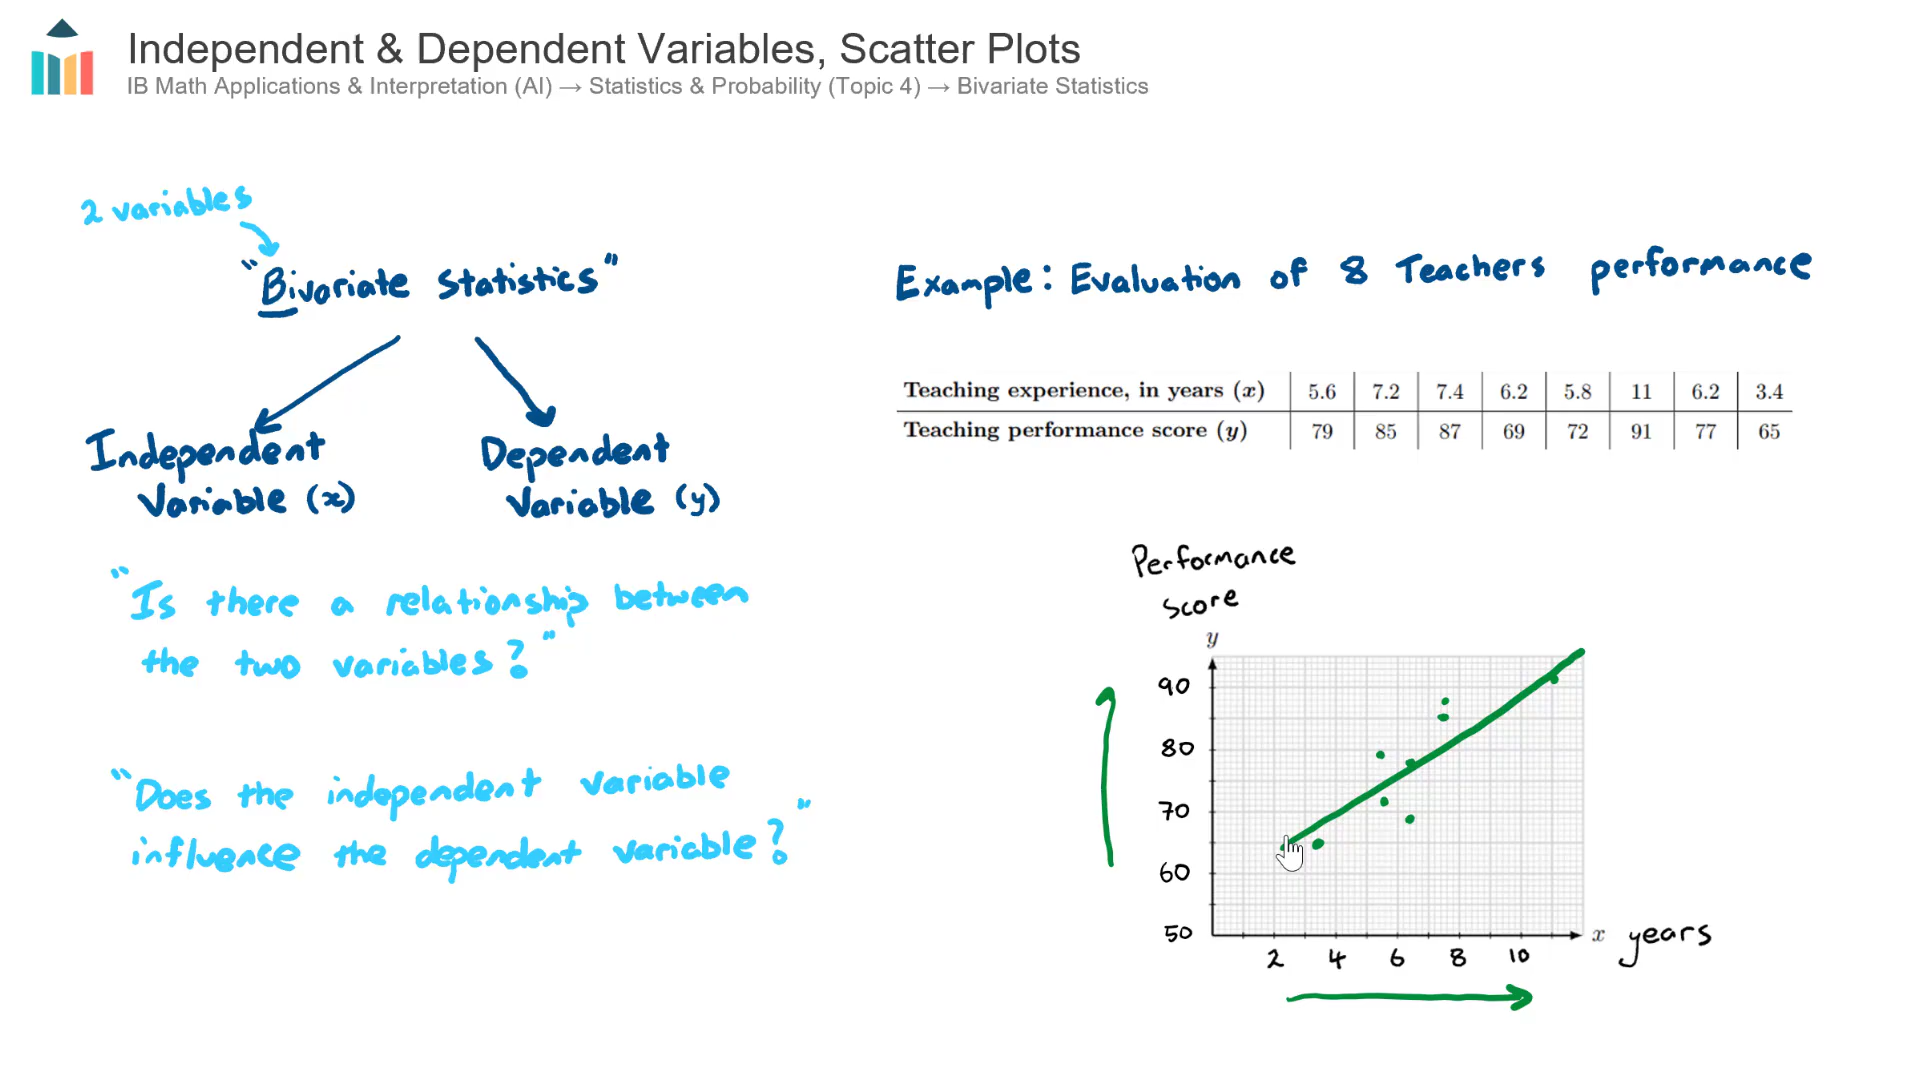 Independent & Dependent Variables, Scatter Plots
IB Math Applications & Interpretation (AI) → Statistics & Probability (Topic 4) → Bivariate Statistics
2 variables
"Bivariate Statistics"
Independent Variable (x)
Dependent Variable (y)
"Is there a relationship between
the two variables?"
"Does the independent variable
influence the dependent variable?"
Example: Evaluation of 8 Teachers performance
Teaching experience, in years (x) 5.6 7.2 7.4 6.2 5.8 11 6.2 3.4
Teaching performance score (y) 79 85 87 69 72 91 77 65
Performance
score
y
90
80
70
60
50
x years
2 4 6 8 10